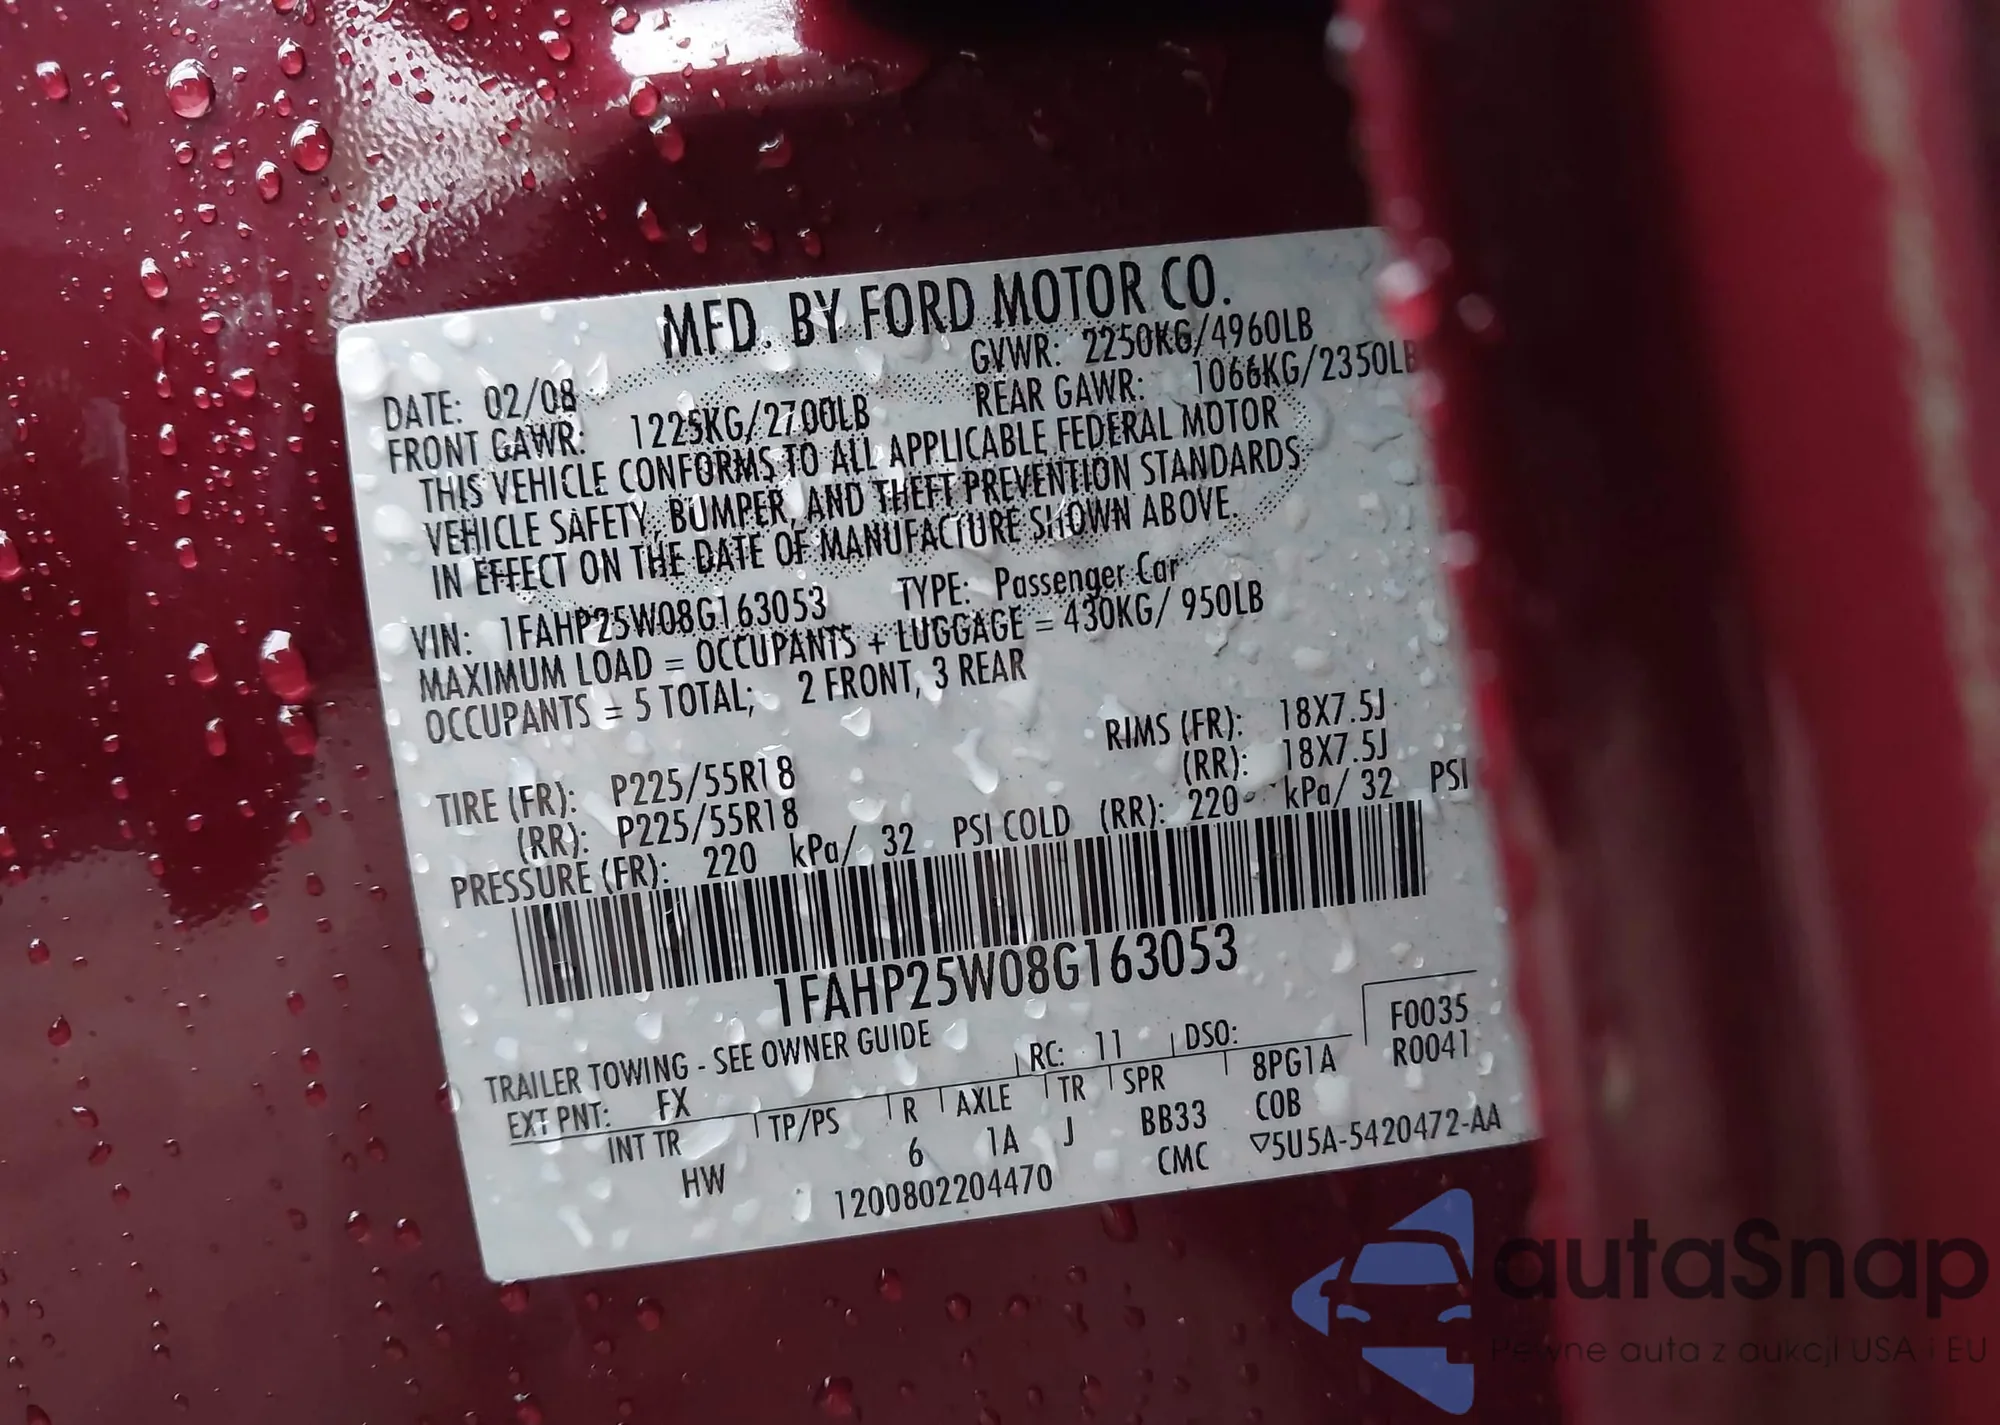 MFD. BY FORD MOTOR CO.
DATE: 02/08 GVWR: 2250KG/4960LB
FRONT GAWR: 1225KG/2700LB REAR GAWR: 1066KG/2350LB
THIS VEHICLE CONFORMS TO ALL APPLICABLE FEDERAL MOTOR
VEHICLE SAFETY, BUMPER, AND THEFT PREVENTION STANDARDS
IN EFFECT ON THE DATE OF MANUFACTURE SHOWN ABOVE.
VIN: 1FAHP25W08G163053 TYPE: Passenger Car
MAXIMUM LOAD = OCCUPANTS + LUGGAGE = 430KG/ 950LB
OCCUPANTS = 5 TOTAL; 2 FRONT, 3 REAR
TIRE (FR): P225/55R18 RIMS (FR): 18X7.5J
(RR): P225/55R18 (RR): 18X7.5J
PRESSURE (FR): 220 kPa/ 32 PSI COLD (RR): 220 kPa/ 32 PSI
1FAHP25W08G163053
TRAILER TOWING - SEE OWNER GUIDE
EXT PNT: FX RC: 11 DSO: F0035
INT TR TP/PS R AXLE TR SPR 8PG1A R0041
HW 6 1A J BB33 COB
1200802204470 CMC ▽5U5A-5420472-AA
autaSnap
Pewne auta z aukcji USA i EU